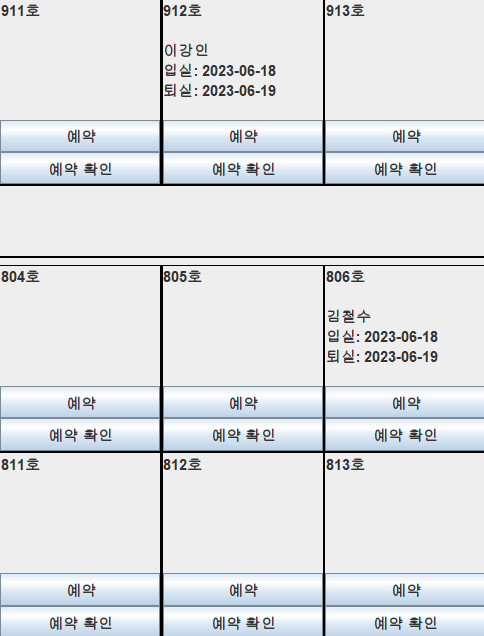 911호 912호 913호
이강인
입실: 2023-06-18
퇴실: 2023-06-19
예약 예약 예약
예약 확인 예약 확인 예약 확인
804호 805호 806호
김철수
입실: 2023-06-18
퇴실: 2023-06-19
예약 예약 예약
예약 확인 예약 확인 예약 확인
811호 812호 813호
예약 예약 예약
예약 확인 예약 확인 예약 확인